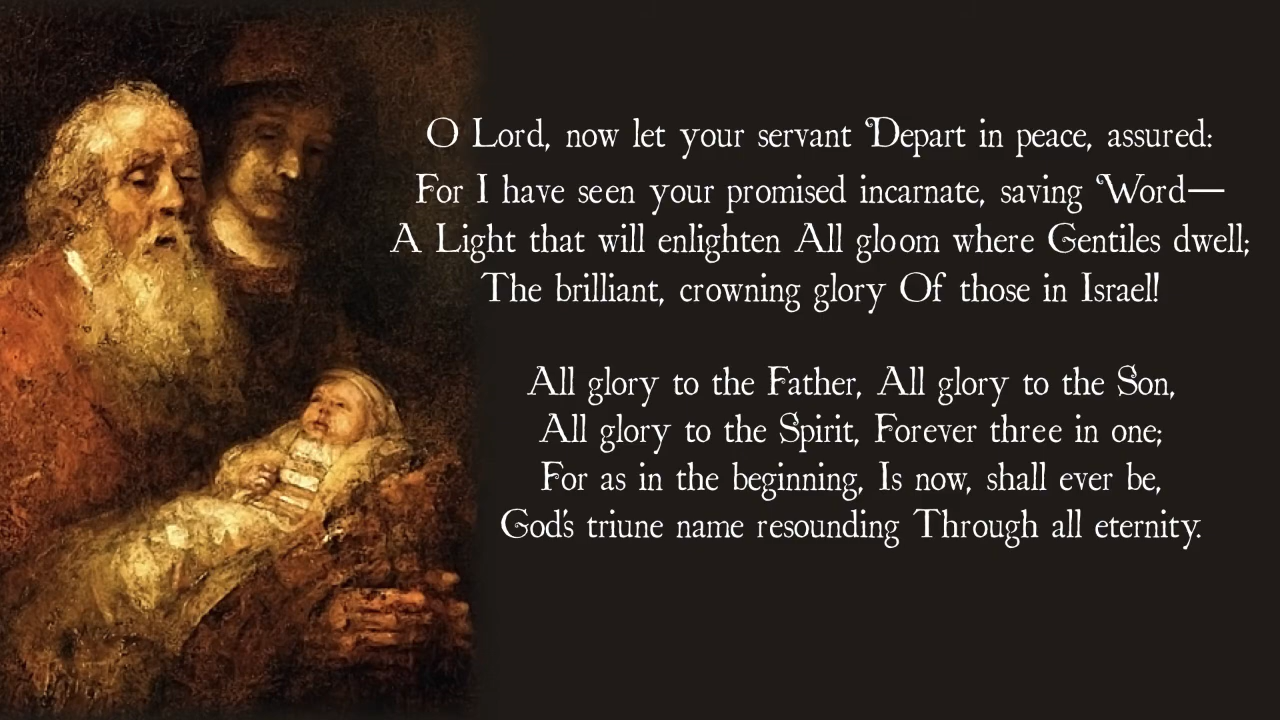 O Lord, now let your servant Depart in peace, assured:
For I have seen your promised incarnate, saving Word—
A Light that will enlighten All gloom where Gentiles dwell;
The brilliant, crowning glory Of those in Israel!
All glory to the Father, All glory to the Son,
All glory to the Spirit, Forever three in one;
For as in the beginning, Is now, shall ever be,
God's triune name resounding Through all eternity.